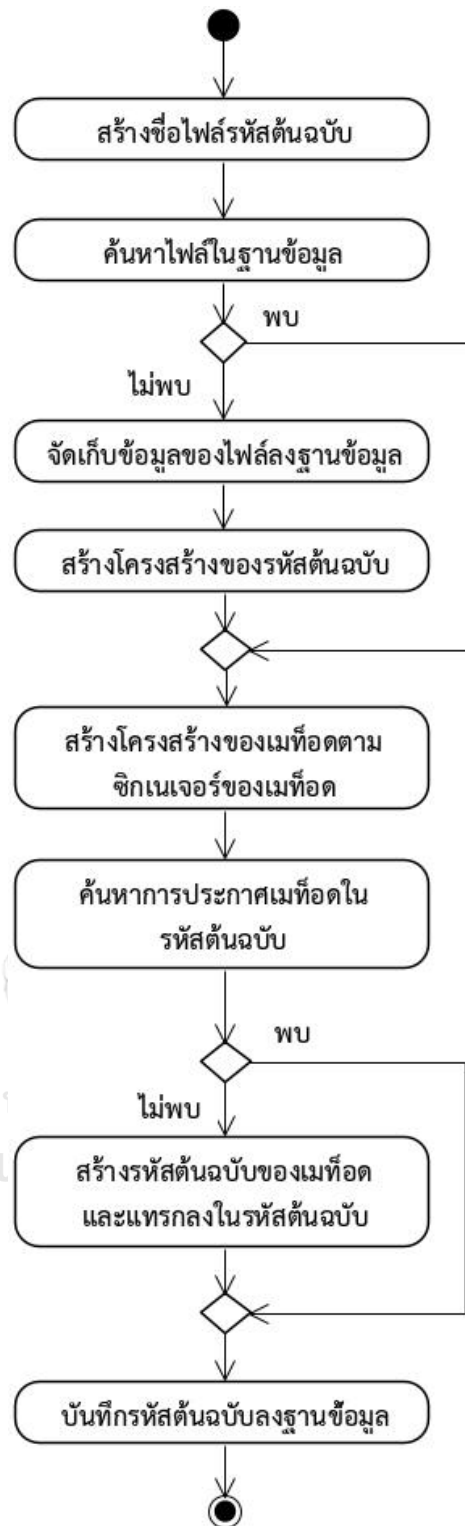 สร้างชื่อไฟล์รหัสต้นฉบับ
ค้นหาไฟล์ในฐานข้อมูล
พบ
ไม่พบ
จัดเก็บข้อมูลของไฟล์ลงฐานข้อมูล
สร้างโครงสร้างของรหัสต้นฉบับ
สร้างโครงสร้างของเมท็อดตาม
ซิกเนเจอร์ของเมท็อด
ค้นหาการประกาศเมท็อดใน
รหัสต้นฉบับ
พบ
ไม่พบ
สร้างรหัสต้นฉบับของเมท็อด
และแทรกลงในรหัสต้นฉบับ
บันทึกรหัสต้นฉบับลงฐานข้อมูล